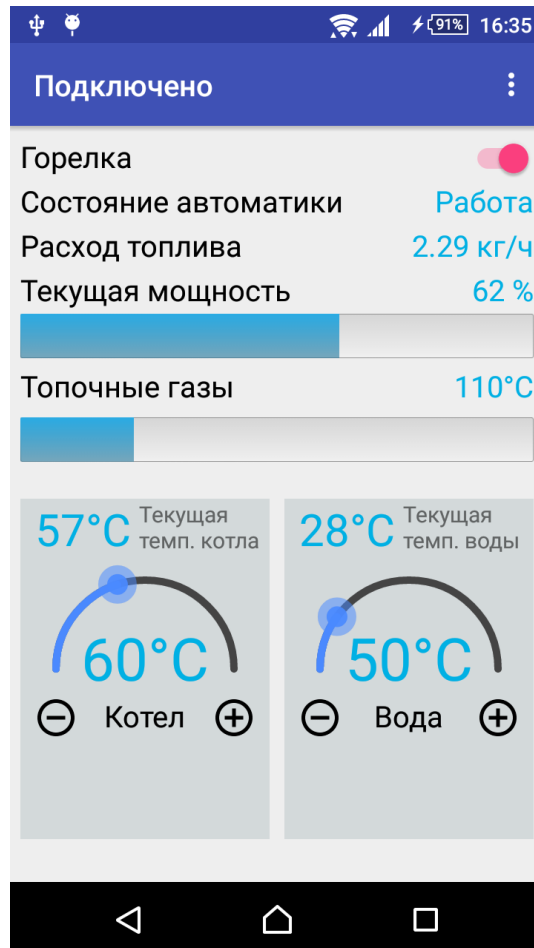 91% 16:35
Подключено
Горелка
Состояние автоматики Работа
Расход топлива 2.29 кг/ч
Текущая мощность 62 %
Топочные газы 110°C
57°C Текущая
темп. котла
28°C Текущая
темп. воды
60°C
50°C
Котел
Вода